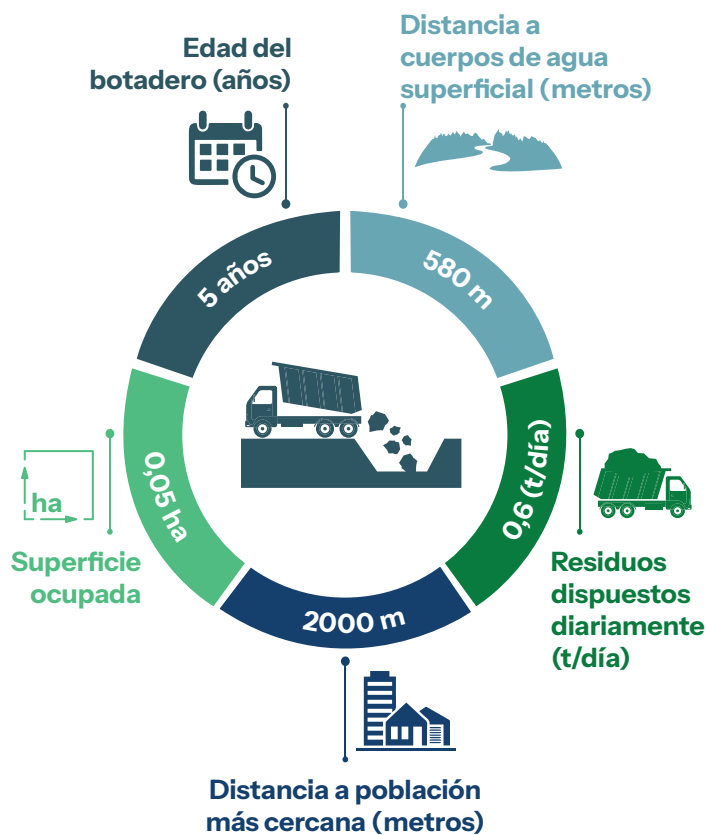 Edad del
botadero (años)
Distancia a
cuerpos de agua
superficial (metros)
5 años
580 m
0,05 ha
0,6 (t/día)
2000 m
ha
Superficie
ocupada
Residuos
dispuestos
diariamente
(t/día)
Distancia a población
más cercana (metros)